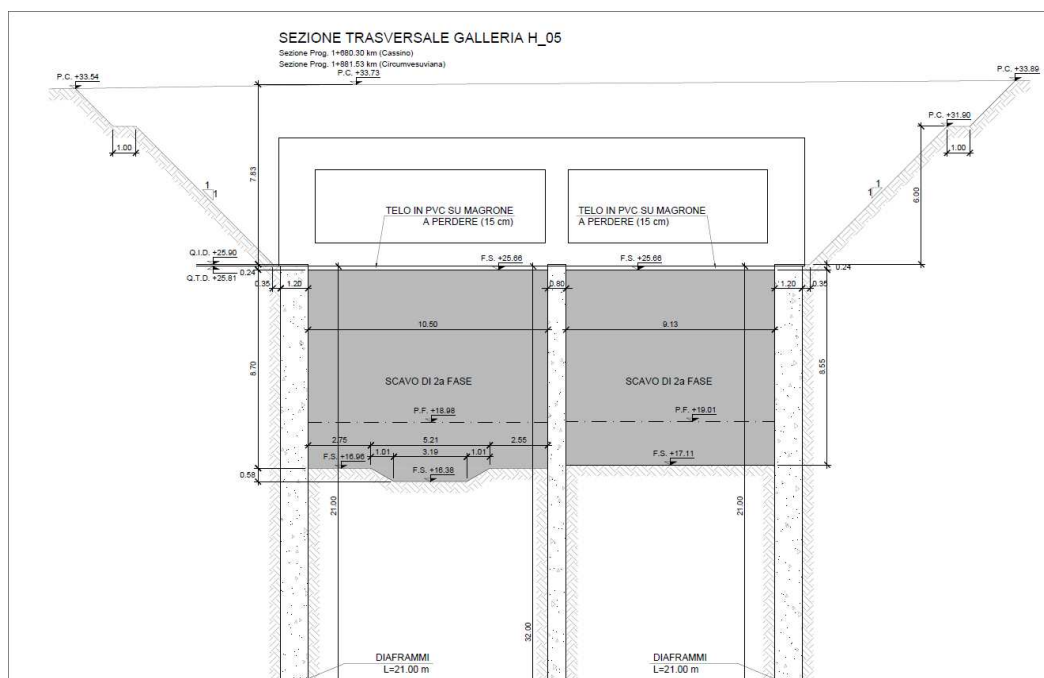 SEZIONE TRASVERSALE GALLERIA H_05
Sezione Prog. 1+680.30 km (Cassino)
Sezione Prog. 1+881.53 km (Circumvesuviana)
P.C. +33.54
P.C. +33.73
P.C. +33.89
P.C. +31.90
1.00
1.00
7.83
6.00
1
1
1
1
TELO IN PVC SU MAGRONE
A PERDERE (15 cm)
TELO IN PVC SU MAGRONE
A PERDERE (15 cm)
Q.I.D. +25.90
Q.T.D. +25.81
F.S. +25.66
F.S. +25.66
0.24
0.24
0.35
1.20
0.80
1.20
0.35
10.50
9.13
8.70
8.55
SCAVO DI 2a FASE
SCAVO DI 2a FASE
P.F. +18.98
P.F. +19.01
2.75
5.21
2.55
1.01
3.19
1.01
F.S. +16.96
F.S. +16.38
F.S. +17.11
0.58
21.00
21.00
32.00
DIAFRAMMI
L=21.00 m
DIAFRAMMI
L=21.00 m